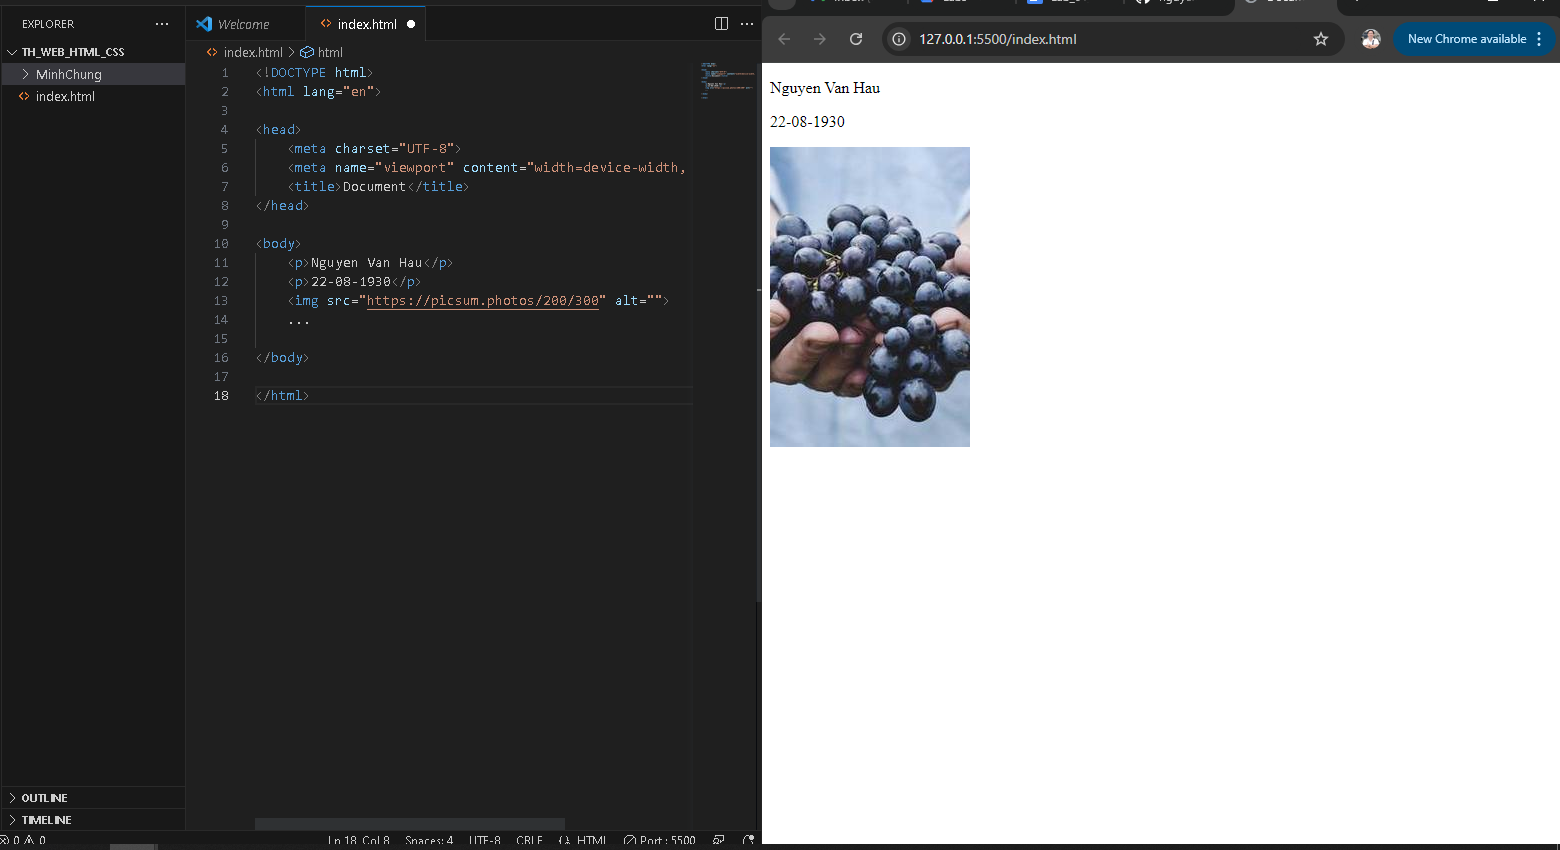 EXPLORER
TH_WEB_HTML_CSS
MinhChung
index.html
OUTLINE
TIMELINE
Welcome
index.html
index.html > html
1 <!DOCTYPE html>
2 <html lang="en">
3
4 <head>
5 <meta charset="UTF-8">
6 <meta name="viewport" content="width=device-width,
7 <title>Document</title>
8 </head>
9
10 <body>
11 <p>Nguyen Van Hau</p>
12 <p>22-08-1930</p>
13 <img src="https://picsum.photos/200/300" alt="">
14 ...
15
16 </body>
17
18 </html>
0 0 Ln 18, Col 8 Spaces: 4 UTF-8 CRLF HTML Port : 5500
127.0.0.1:5500/index.html
New Chrome available
Nguyen Van Hau
22-08-1930